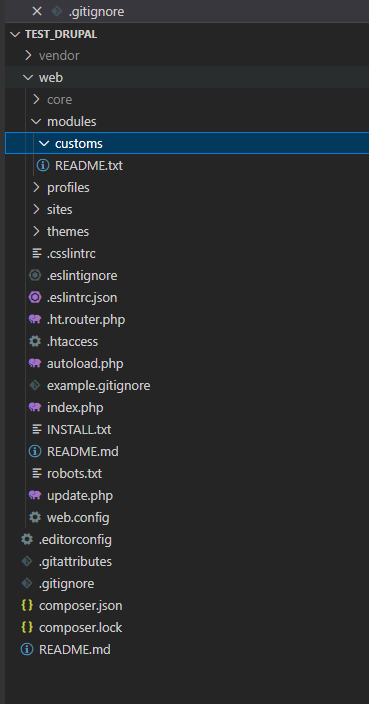 .gitignore
TEST_DRUPAL
vendor
web
core
modules
customs
README.txt
profiles
sites
themes
.csslintrc
.eslintignore
.eslintrc.json
.ht.router.php
.htaccess
autoload.php
example.gitignore
index.php
INSTALL.txt
README.md
robots.txt
update.php
web.config
.editorconfig
.gitattributes
.gitignore
composer.json
composer.lock
README.md